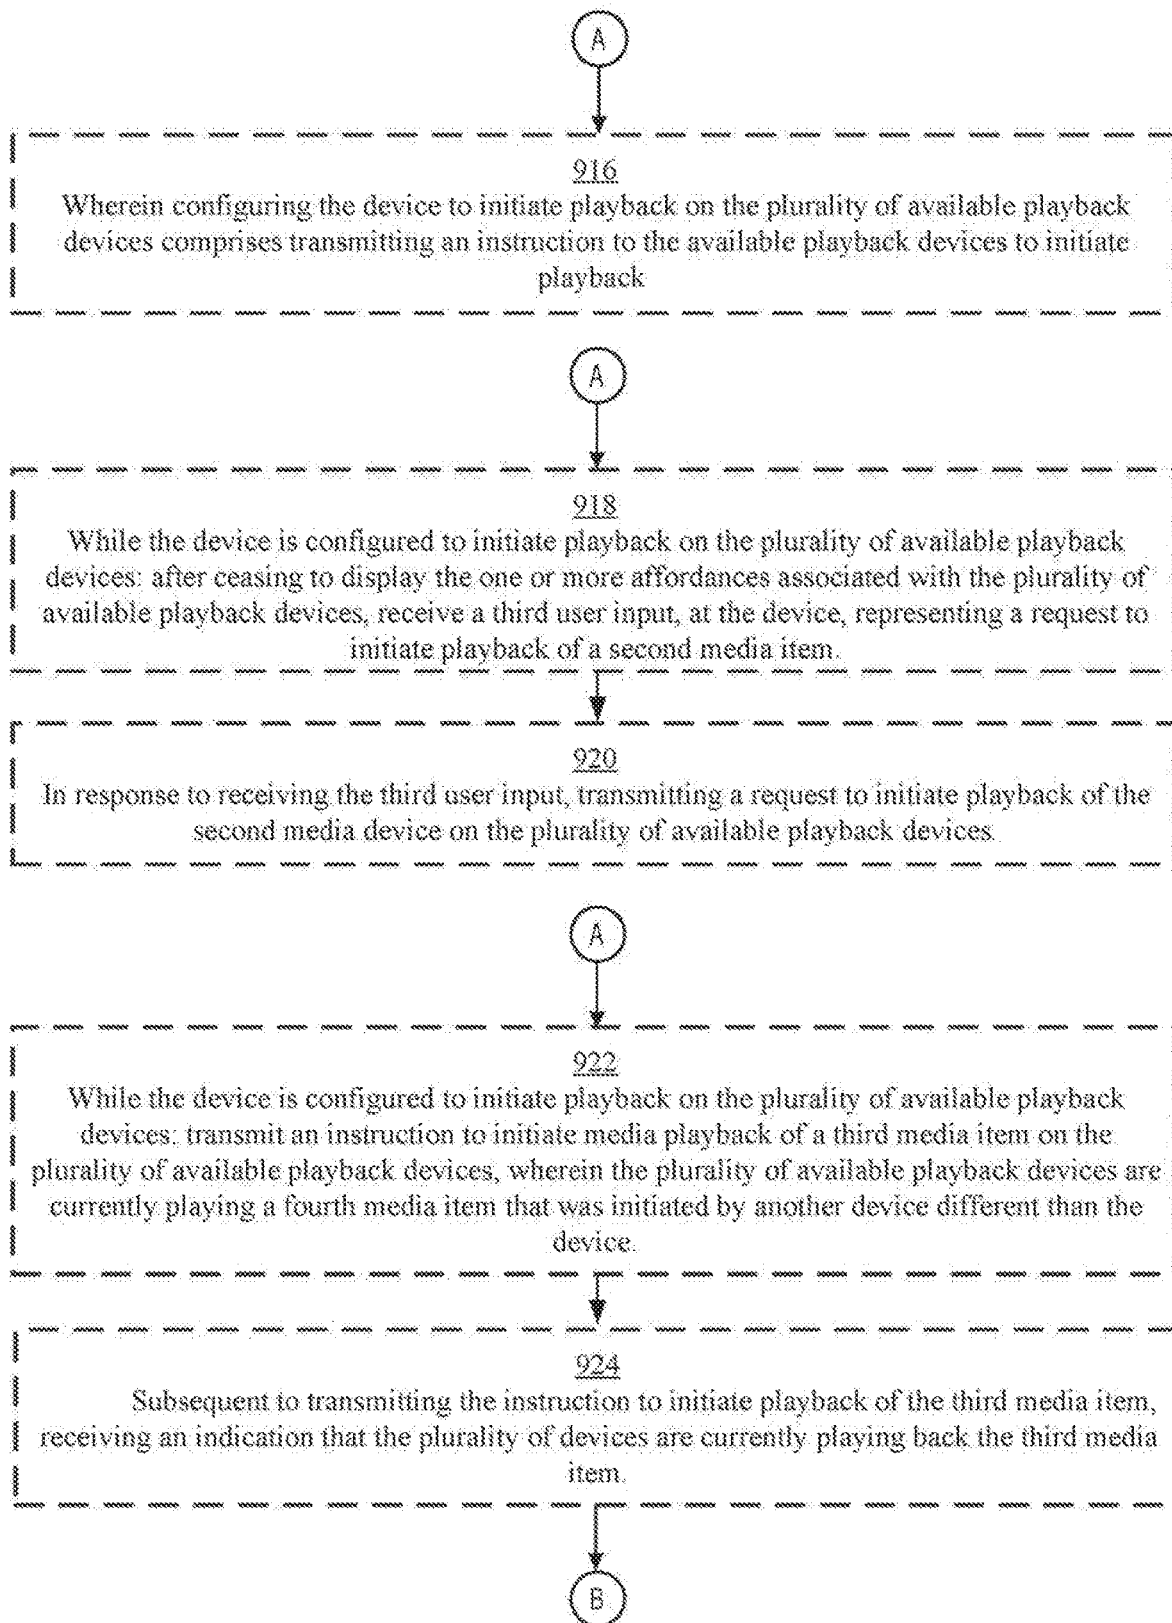 A
916
Wherein configuring the device to initiate playback on the plurality of available playback
devices comprises transmitting an instruction to the available playback devices to initiate
playback
A
918
While the device is configured to initiate playback on the plurality of available playback
devices: after ceasing to display the one or more affordances associated with the plurality of
available playback devices, receive a third user input, at the device, representing a request to
initiate playback of a second media item.
920
In response to receiving the third user input, transmitting a request to initiate playback of the
second media device on the plurality of available playback devices.
A
922
While the device is configured to initiate playback on the plurality of available playback
devices: transmit an instruction to initiate media playback of a third media item on the
plurality of available playback devices, wherein the plurality of available playback devices are
currently playing a fourth media item that was initiated by another device different than the
device.
924
Subsequent to transmitting the instruction to initiate playback of the third media item,
receiving an indication that the plurality of devices are currently playing back the third media
item.
B